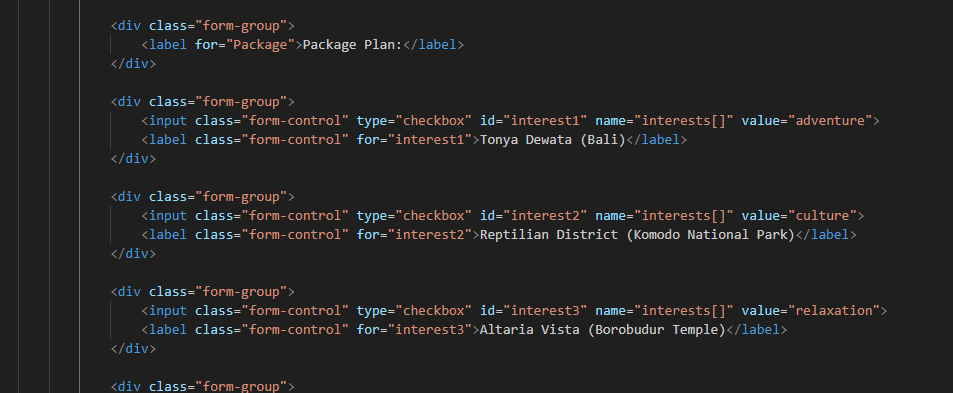 <div class="form-group">
<label for="Package">Package Plan:</label>
</div>
<div class="form-group">
<input class="form-control" type="checkbox" id="interest1" name="interests[]" value="adventure">
<label class="form-control" for="interest1">Tonya Dewata (Bali)</label>
</div>
<div class="form-group">
<input class="form-control" type="checkbox" id="interest2" name="interests[]" value="culture">
<label class="form-control" for="interest2">Reptilian District (Komodo National Park)</label>
</div>
<div class="form-group">
<input class="form-control" type="checkbox" id="interest3" name="interests[]" value="relaxation">
<label class="form-control" for="interest3">Altaria Vista (Borobudur Temple)</label>
</div>
<div class="form-group">